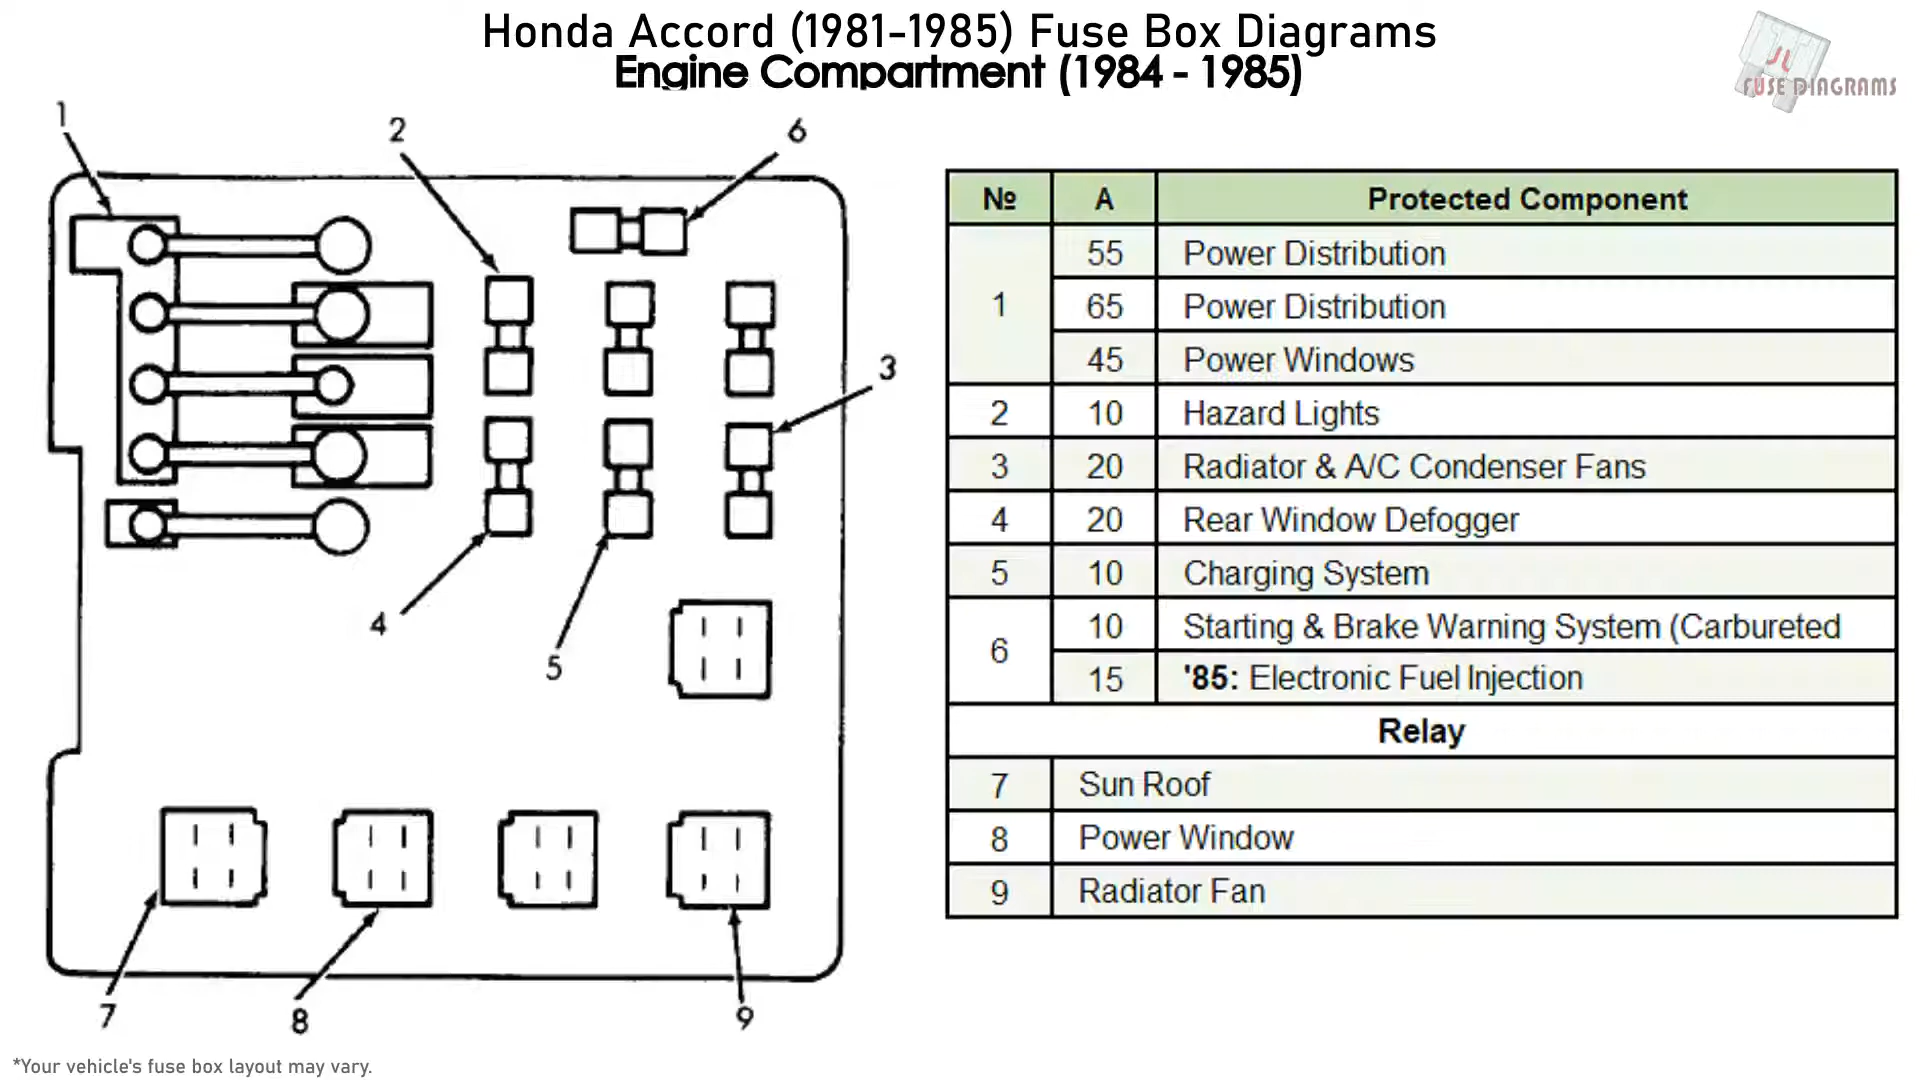 Honda Accord (1981-1985) Fuse Box Diagrams
Engine Compartment (1984 - 1985)
FUSE DIAGRAMS
1
2
6
3
4
5
7
8
9
№ A Protected Component
1 55 Power Distribution
65 Power Distribution
45 Power Windows
2 10 Hazard Lights
3 20 Radiator & A/C Condenser Fans
4 20 Rear Window Defogger
5 10 Charging System
6 10 Starting & Brake Warning System (Carbureted
15 '85: Electronic Fuel Injection
Relay
7 Sun Roof
8 Power Window
9 Radiator Fan
*Your vehicle's fuse box layout may vary.